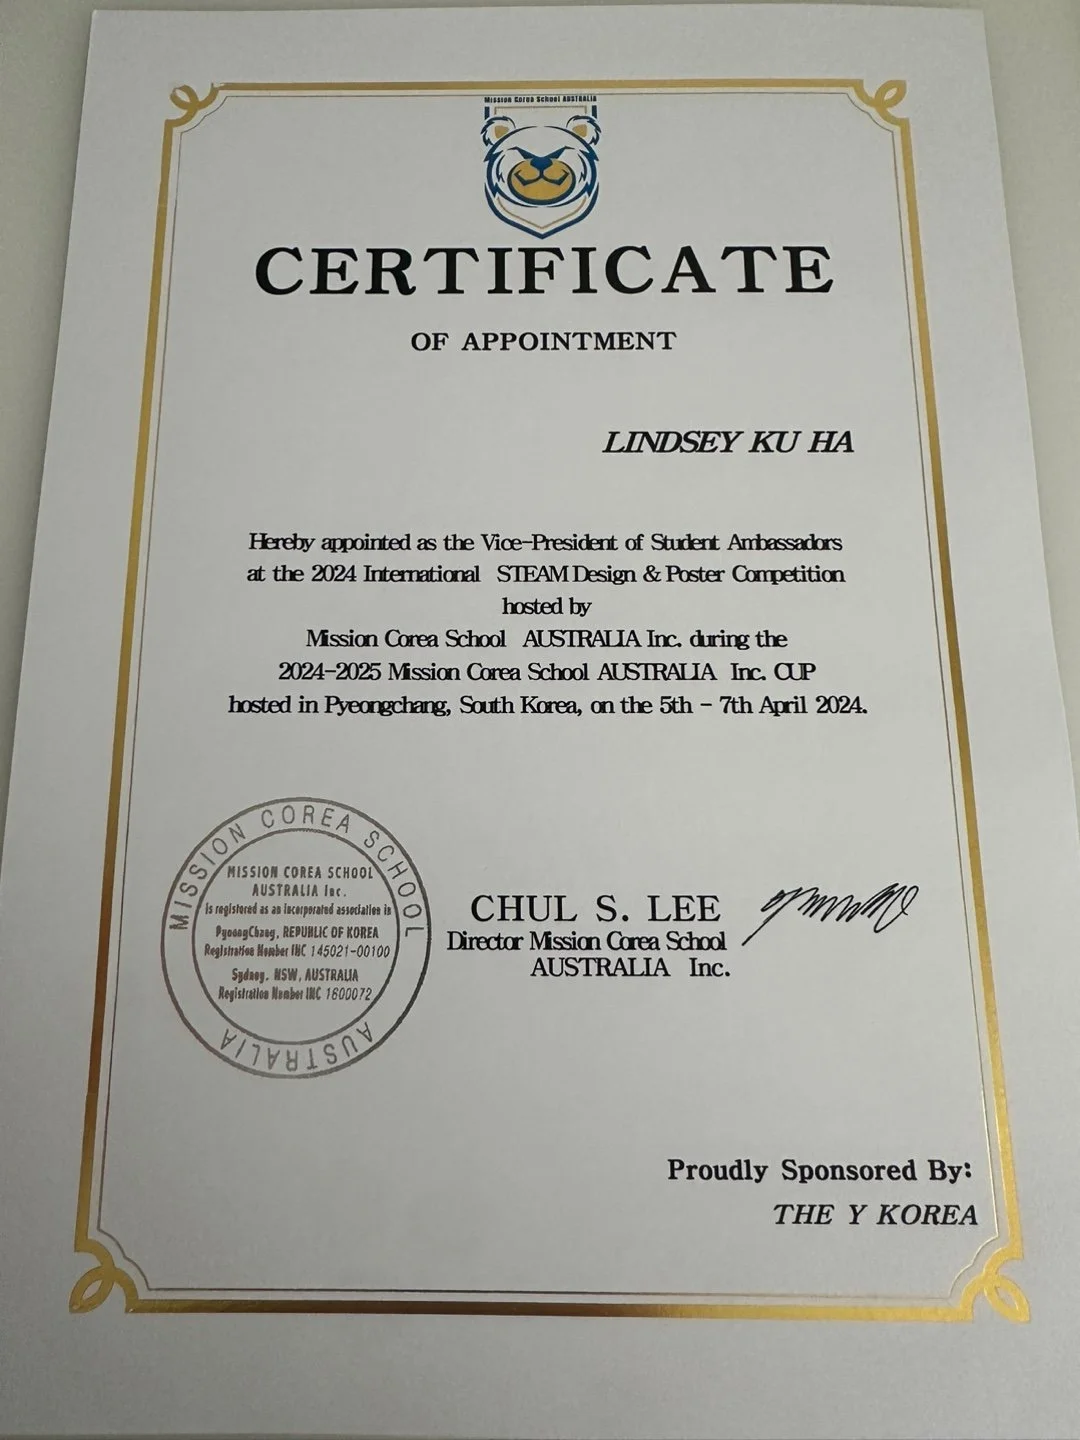 Mission Corea School AUSTRALIA
CERTIFICATE
OF APPOINTMENT
LINDSEY KU HA
Hereby appointed as the Vice-President of Student Ambassadors
at the 2024 International STEAM Design & Poster Competition
hosted by
Mission Corea School AUSTRALIA Inc. during the
2024-2025 Mission Corea School AUSTRALIA Inc. CUP
hosted in Pyeongchang, South Korea, on the 5th - 7th April 2024.
MISSION COREA SCHOOL
MISSION COREA SCHOOL
AUSTRALIA Inc.
is registered as an incorporated association in
PyeongChang, REPUBLIC OF KOREA
Registration Number INC 145021-00100
Sydney, NSW, AUSTRALIA
Registration Number INC 1600072
AUSTRALIA
CHUL S. LEE
Director Mission Corea School
AUSTRALIA Inc.
Proudly Sponsored By:
THE Y KOREA